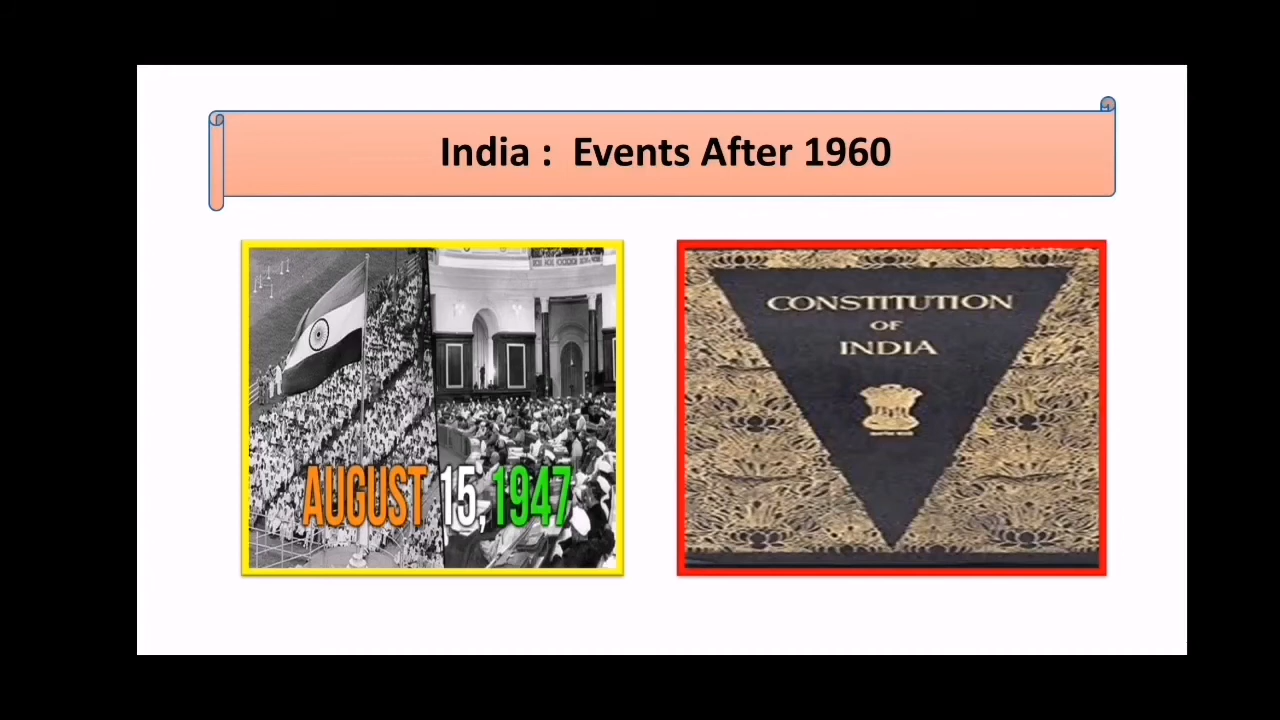 India : Events After 1960
AUGUST 15, 1947
CONSTITUTION
OF
INDIA